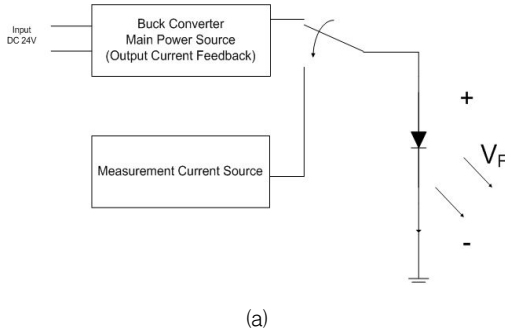 Input
DC 24V
Buck Converter
Main Power Source
(Output Current Feedback)
Measurement Current Source
+
VF
-
(a)